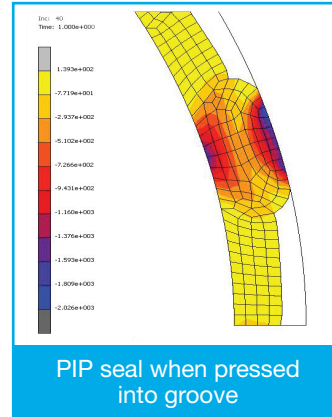 Inc: 40
Time: 1.000e+000
1.393e+002
-7.719e+001
-2.937e+002
-5.102e+002
-7.266e+002
-9.431e+002
-1.160e+003
-1.376e+003
-1.593e+003
-1.809e+003
-2.026e+003
PIP seal when pressed
into groove